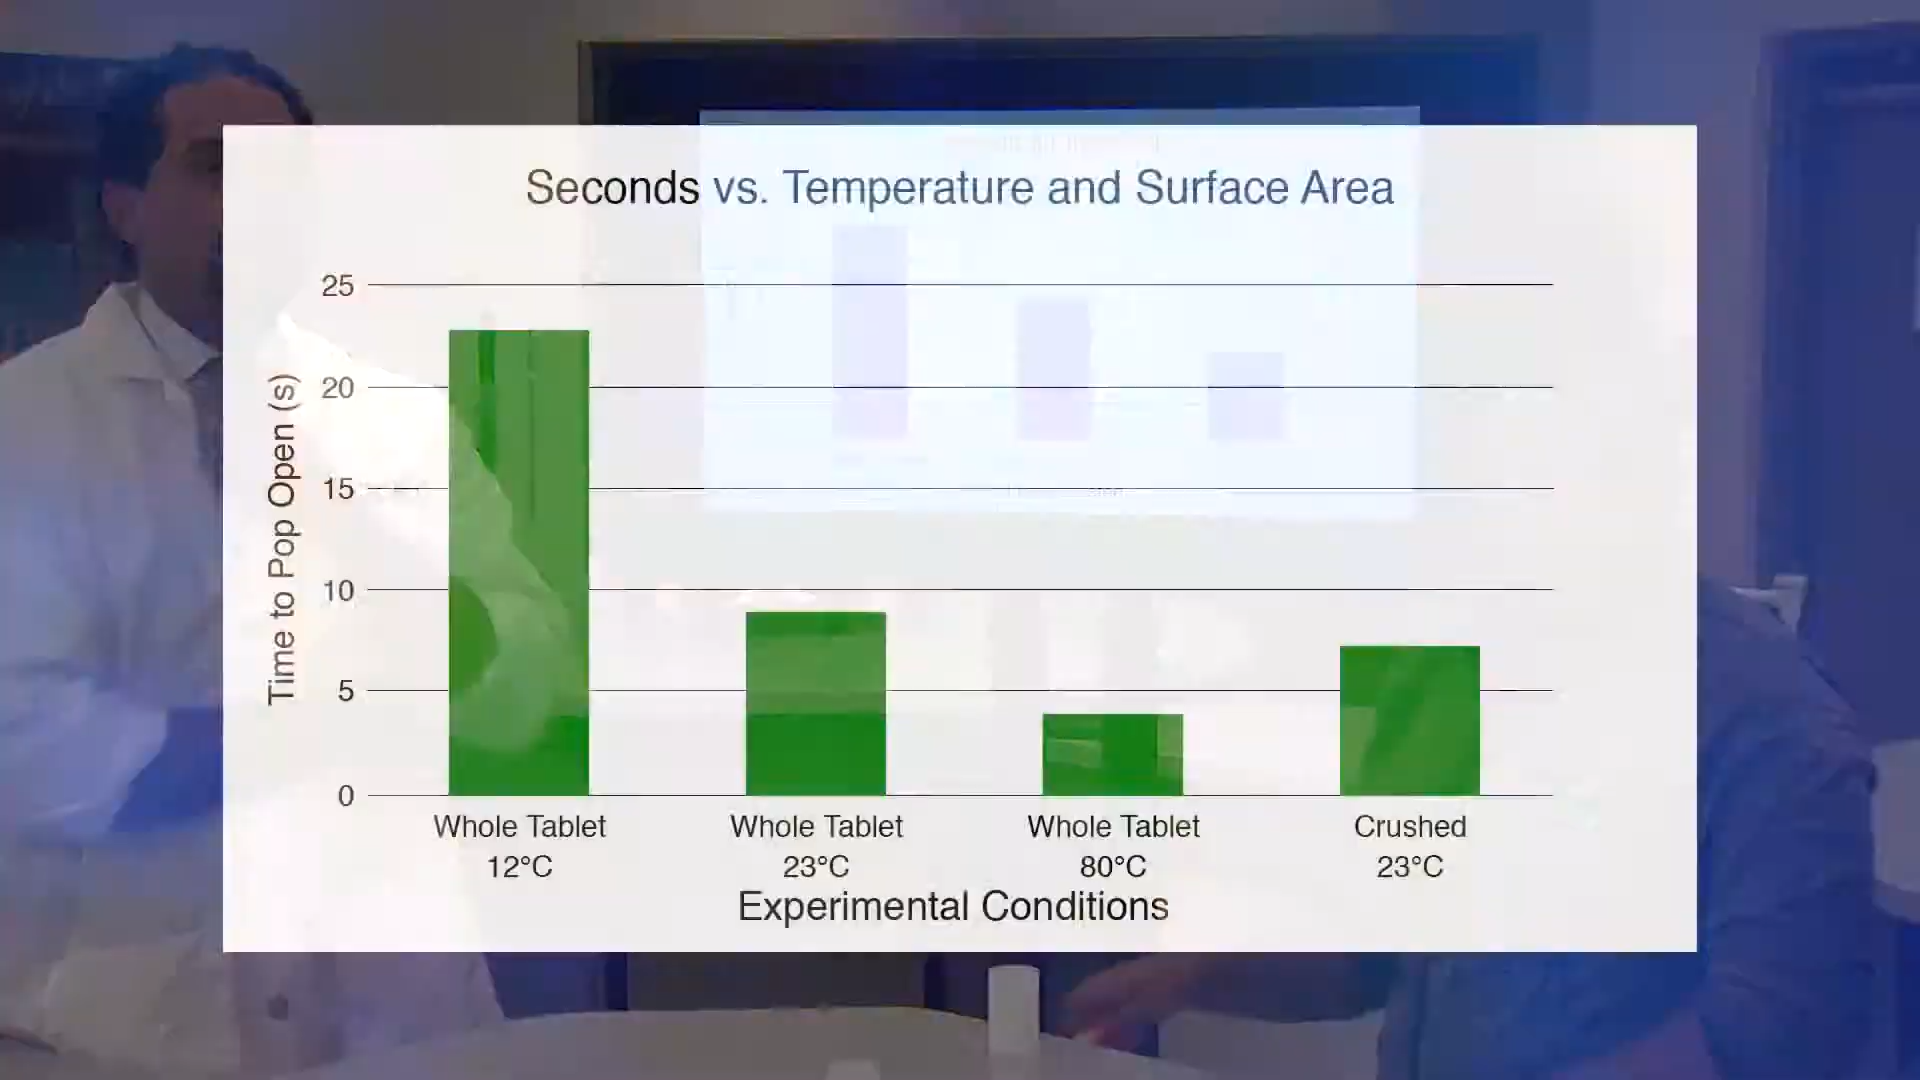 Seconds vs. Temperature and Surface Area
Time to Pop Open (s)
25
20
15
10
5
0
Whole Tablet
12°C
Whole Tablet
23°C
Whole Tablet
80°C
Crushed
23°C
Experimental Conditions